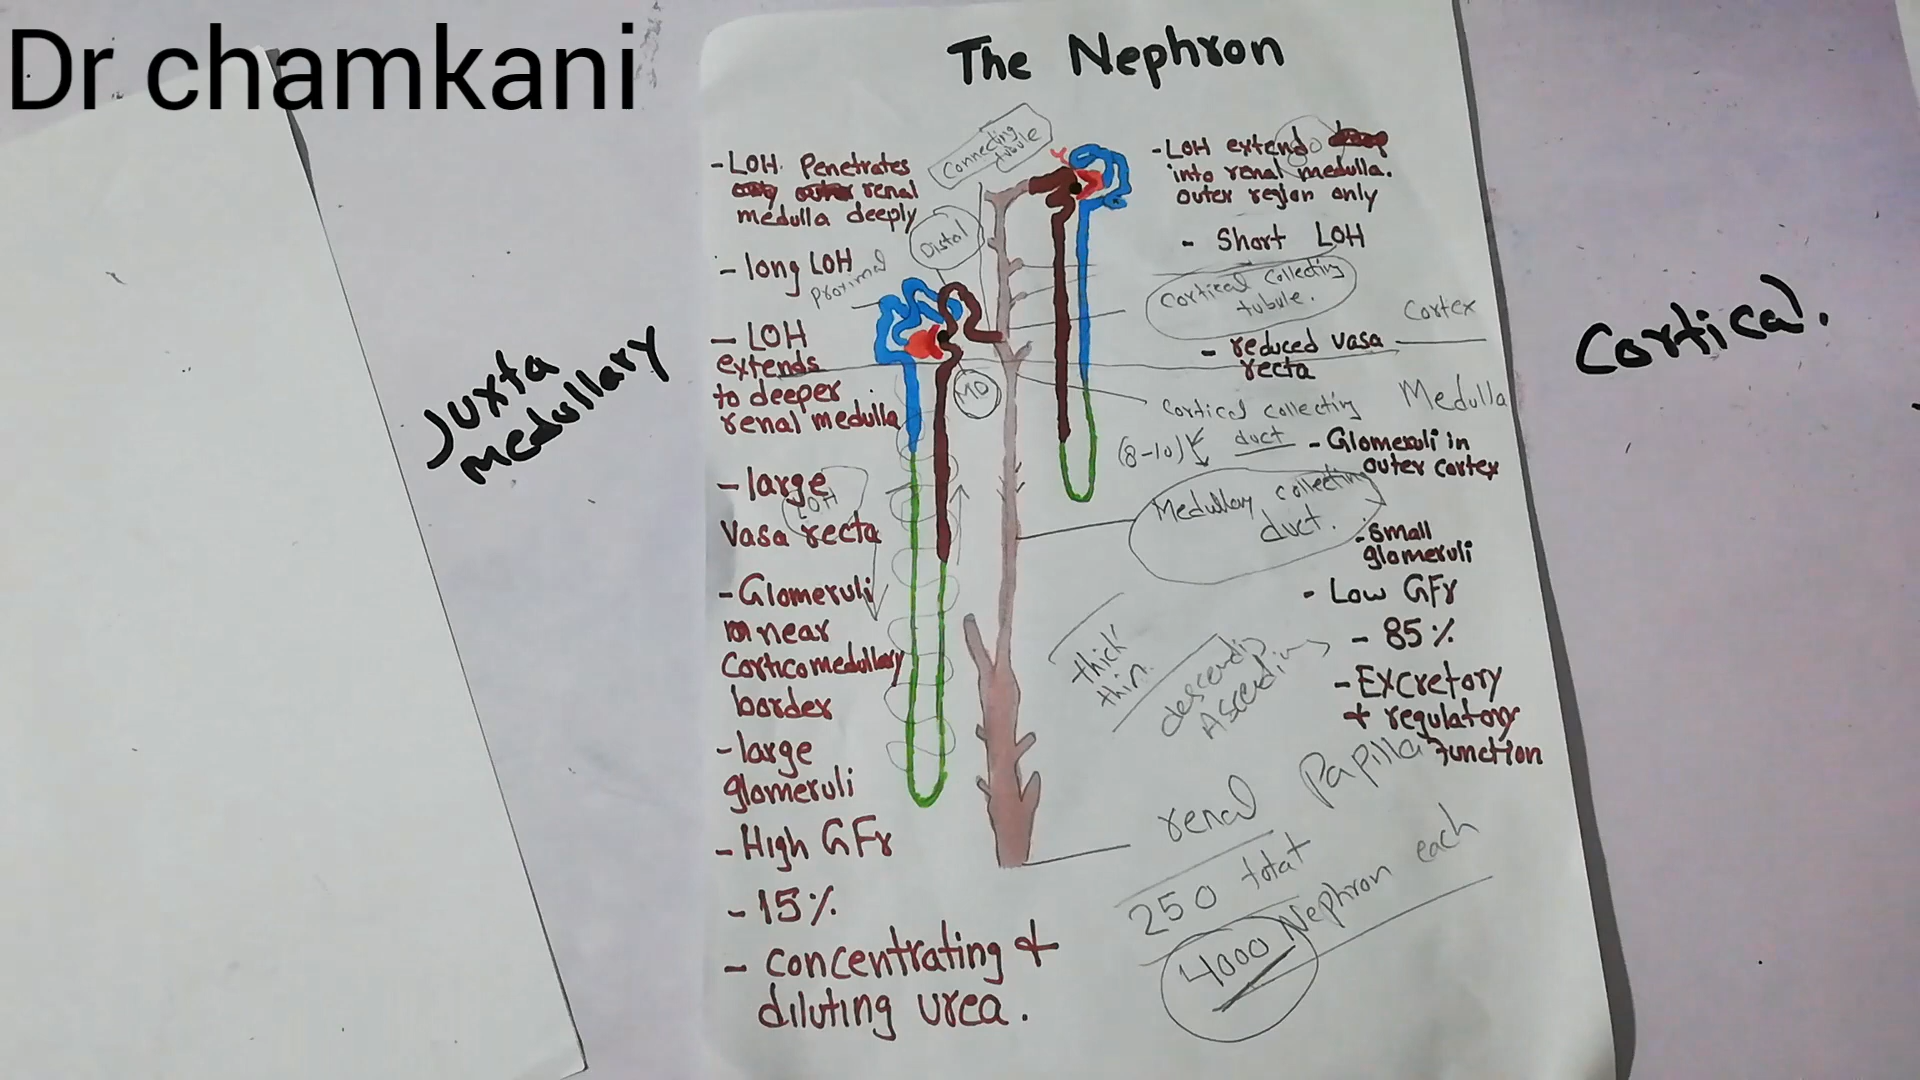 Dr chamkani
The Nephron
Juxta
medullary
- LOH Penetrates
renal
medulla deeply
- long LOH
- LOH
extends
to deeper
renal medulla
- large
Vasa recta
- Glomeruli
near
Corticomedullary
border
- large
glomeruli
- High GFr
- 15%
- concentrating +
diluting urea.
Connecting
tubule
Distal
Proximal
MD
LOH
- LOH extend
into renal medulla.
outer region only
- Short LOH
Cortical Collecting
tubule.
Cortex
- reduced vasa
recta
Medulla
Cortical collecting
duct
(8-10)
- Glomeruli in
outer cortex
Medullary collecting
duct.
- small
glomeruli
- Low GFr
- 85%
- Excretory
+ regulatory
function
thick
thin
renal Papilla
250 total
4000 Nephron each
Cortical.